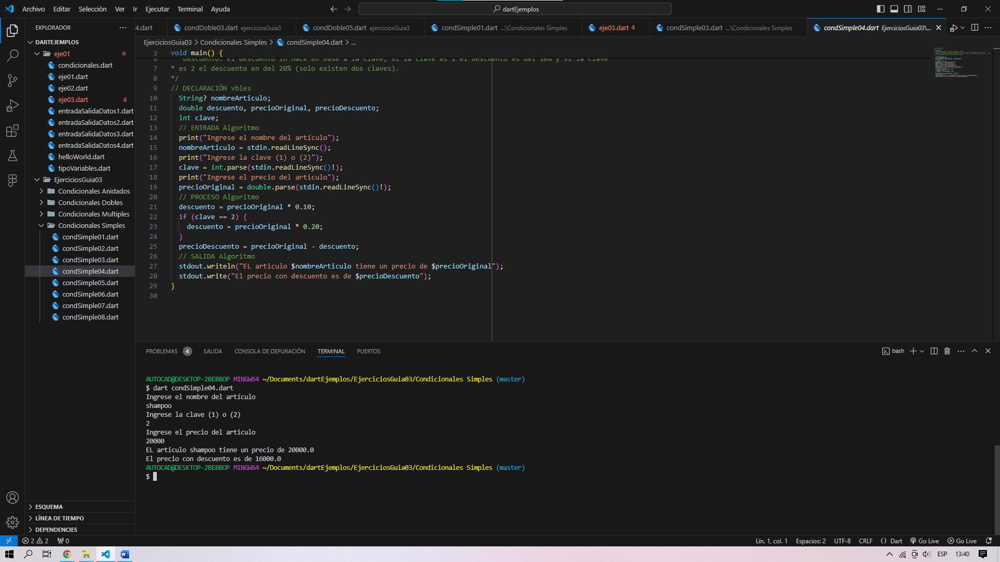 Archivo Editar Selección Ver Ir Ejecutar Terminal Ayuda
dartEjemplos
EXPLORADOR
4.dart
condDoble03.dart ejerciciosGuia3
condDoble05.dart ejerciciosGuia3
condSimple01.dart ...\Condicionales Simples
eje03.dart 4
condSimple03.dart ...\Condicionales Simples
condSimple04.dart EjerciciosGuia03\...
DARTEJEMPLOS
eje01
condicionales.dart
eje01.dart
eje02.dart
eje03.dart 4
entradaSalidaDatos1.dart
entradaSalidaDatos2.dart
entradaSalidaDatos3.dart
entradaSalidaDatos4.dart
helloWorld.dart
tipoVariables.dart
EjerciciosGuia03
Condicionales Anidados
Condicionales Dobles
Condicionales Multiples
Condicionales Simples
condSimple01.dart
condSimple02.dart
condSimple03.dart
condSimple04.dart
condSimple05.dart
condSimple06.dart
condSimple07.dart
condSimple08.dart
ESQUEMA
LÍNEA DE TIEMPO
DEPENDENCIES
EjerciciosGuia03 > Condicionales Simples > condSimple04.dart > ...
3 void main() {
6 descuento. El descuento lo hace en base a la clave, si la clave es 1 el descuento es del 10% y si la clave
7 * es 2 el descuento en del 20% (solo existen dos claves).
8 */
9 // DECLARACIÓN vbles
10 String? nombreArticulo;
11 double descuento, precioOriginal, precioDescuento;
12 int clave;
13 // ENTRADA Algoritmo
14 print("Ingrese el nombre del artículo");
15 nombreArticulo = stdin.readLineSync();
16 print("Ingrese la clave (1) o (2)");
17 clave = int.parse(stdin.readLineSync()!);
18 print("Ingrese el precio del articulo");
19 precioOriginal = double.parse(stdin.readLineSync()!);
20 // PROCESO Algoritmo
21 descuento = precioOriginal * 0.10;
22 if (clave == 2) {
23 descuento = precioOriginal * 0.20;
24 }
25 precioDescuento = precioOriginal - descuento;
26 // SALIDA Algoritmo
27 stdout.writeln("EL articulo $nombreArticulo tiene un precio de $precioOriginal");
28 stdout.write("El precio con descuento es de $precioDescuento");
29 }
30
PROBLEMAS 4 SALIDA CONSOLA DE DEPURACIÓN TERMINAL PUERTOS
bash
AUTOCAD@DESKTOP-2BEBBOP MINGW64 ~/Documents/dartEjemplos/EjerciciosGuia03/Condicionales Simples (master)
$ dart condSimple04.dart
Ingrese el nombre del artículo
shampoo
Ingrese la clave (1) o (2)
2
Ingrese el precio del articulo
20000
EL articulo shampoo tiene un precio de 20000.0
El precio con descuento es de 16000.0
AUTOCAD@DESKTOP-2BEBBOP MINGW64 ~/Documents/dartEjemplos/EjerciciosGuia03/Condicionales Simples (master)
$
2 2 0
Lín. 1, col. 1 Espacios: 2 UTF-8 CRLF {} Dart Go Live Go Live
ESP 13:40